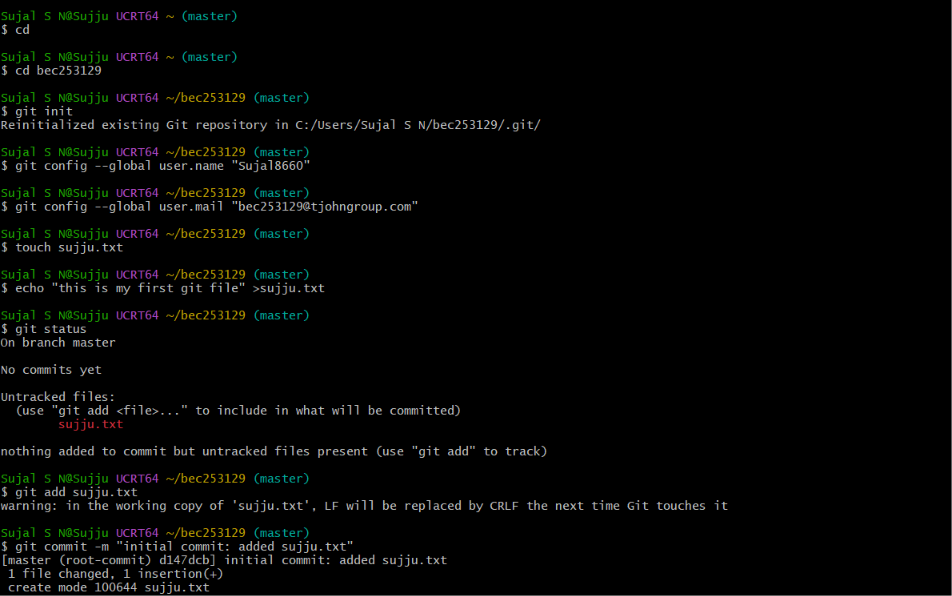 Sujal S N@Sujju UCRT64 ~ (master)
$ cd
Sujal S N@Sujju UCRT64 ~ (master)
$ cd bec253129
Sujal S N@Sujju UCRT64 ~/bec253129 (master)
$ git init
Reinitialized existing Git repository in C:/Users/Sujal S N/bec253129/.git/
Sujal S N@Sujju UCRT64 ~/bec253129 (master)
$ git config --global user.name "Sujal8660"
Sujal S N@Sujju UCRT64 ~/bec253129 (master)
$ git config --global user.mail "bec253129@tjohngroup.com"
Sujal S N@Sujju UCRT64 ~/bec253129 (master)
$ touch sujju.txt
Sujal S N@Sujju UCRT64 ~/bec253129 (master)
$ echo "this is my first git file" >sujju.txt
Sujal S N@Sujju UCRT64 ~/bec253129 (master)
$ git status
On branch master
No commits yet
Untracked files:
  (use "git add <file>..." to include in what will be committed)
        sujju.txt
nothing added to commit but untracked files present (use "git add" to track)
Sujal S N@Sujju UCRT64 ~/bec253129 (master)
$ git add sujju.txt
warning: in the working copy of 'sujju.txt', LF will be replaced by CRLF the next time Git touches it
Sujal S N@Sujju UCRT64 ~/bec253129 (master)
$ git commit -m "initial commit: added sujju.txt"
[master (root-commit) d147dcb] initial commit: added sujju.txt
 1 file changed, 1 insertion(+)
 create mode 100644 sujju.txt